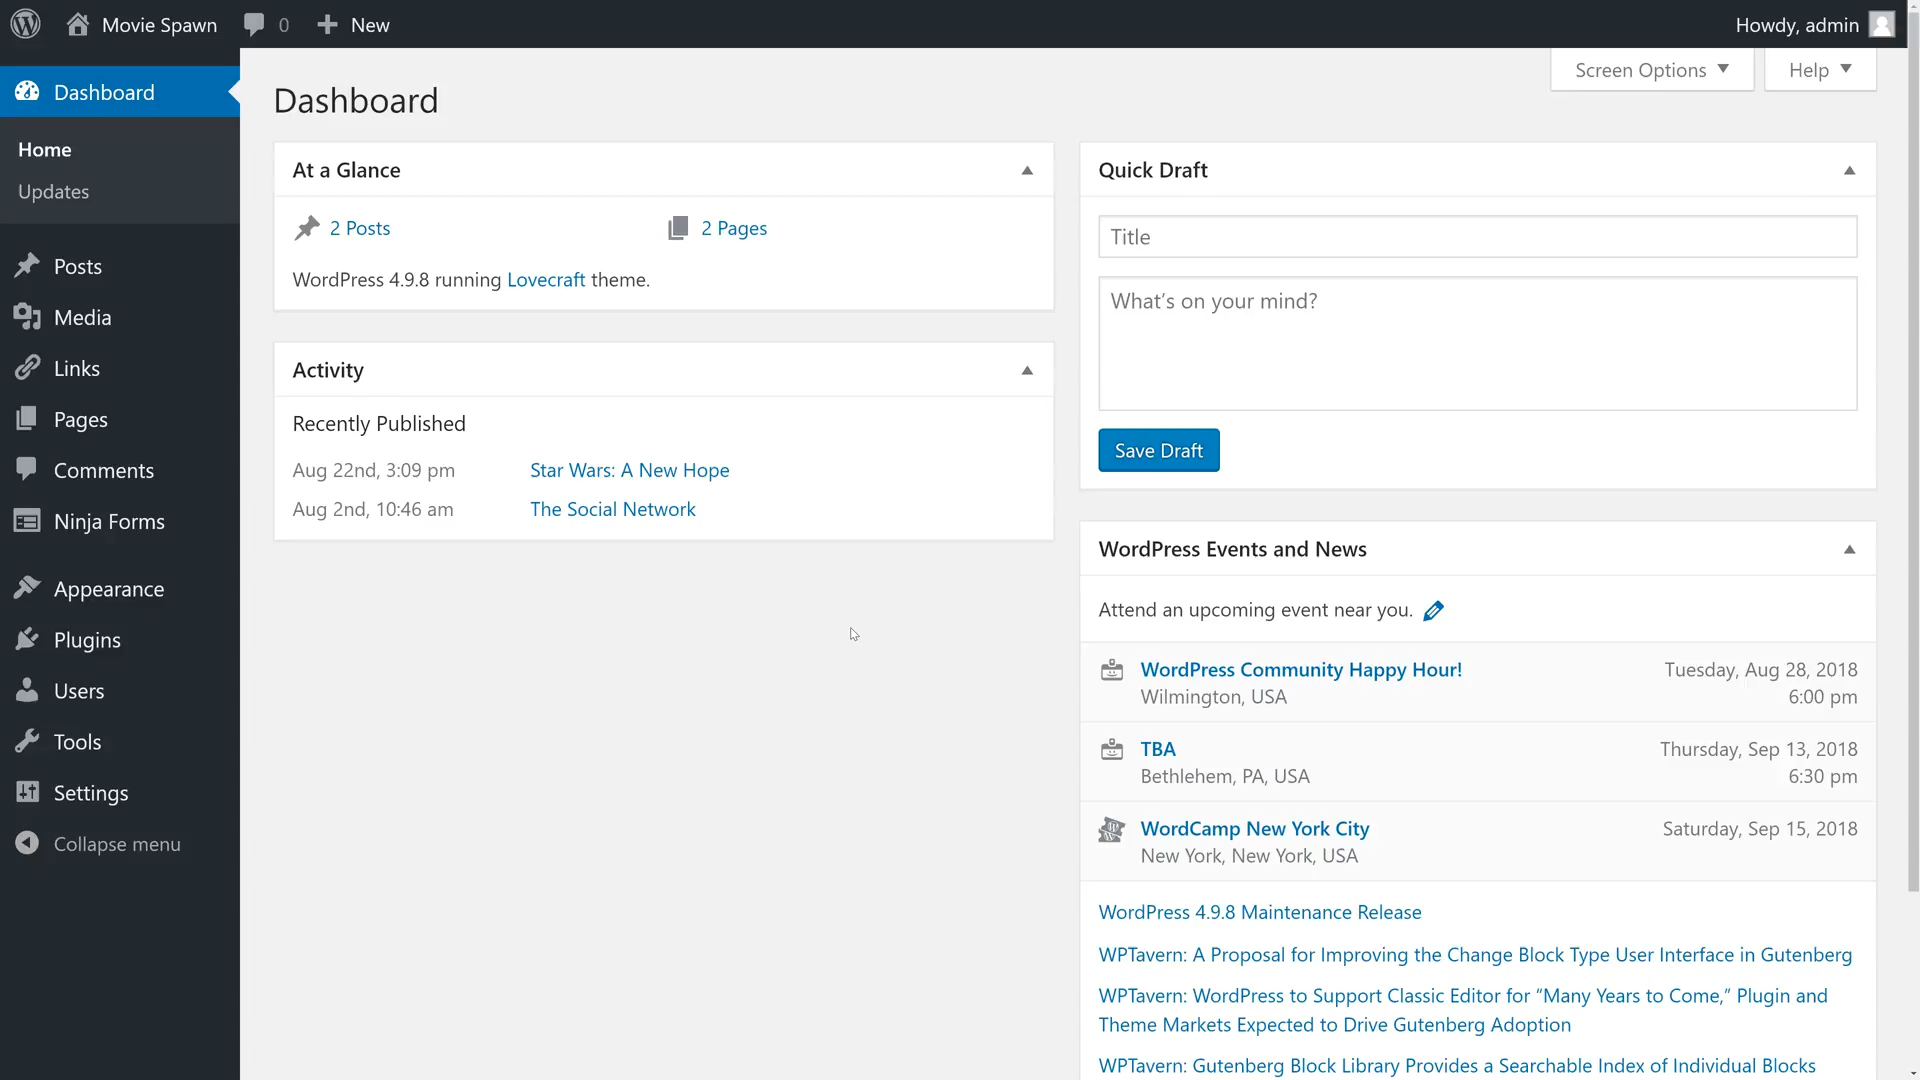 Movie Spawn
0
New
Howdy, admin
Dashboard
Home
Updates
Posts
Media
Links
Pages
Comments
Ninja Forms
Appearance
Plugins
Users
Tools
Settings
Collapse menu
Screen Options
Help
Dashboard
At a Glance
2 Posts
2 Pages
WordPress 4.9.8 running Lovecraft theme.
Activity
Recently Published
Aug 22nd, 3:09 pm Star Wars: A New Hope
Aug 2nd, 10:46 am The Social Network
Quick Draft
Title
What’s on your mind?
Save Draft
WordPress Events and News
Attend an upcoming event near you.
WordPress Community Happy Hour! Tuesday, Aug 28, 2018
Wilmington, USA 6:00 pm
TBA Thursday, Sep 13, 2018
Bethlehem, PA, USA 6:30 pm
WordCamp New York City Saturday, Sep 15, 2018
New York, New York, USA
WordPress 4.9.8 Maintenance Release
WPTavern: A Proposal for Improving the Change Block Type User Interface in Gutenberg
WPTavern: WordPress to Support Classic Editor for “Many Years to Come,” Plugin and
Theme Markets Expected to Drive Gutenberg Adoption
WPTavern: Gutenberg Block Library Provides a Searchable Index of Individual Blocks